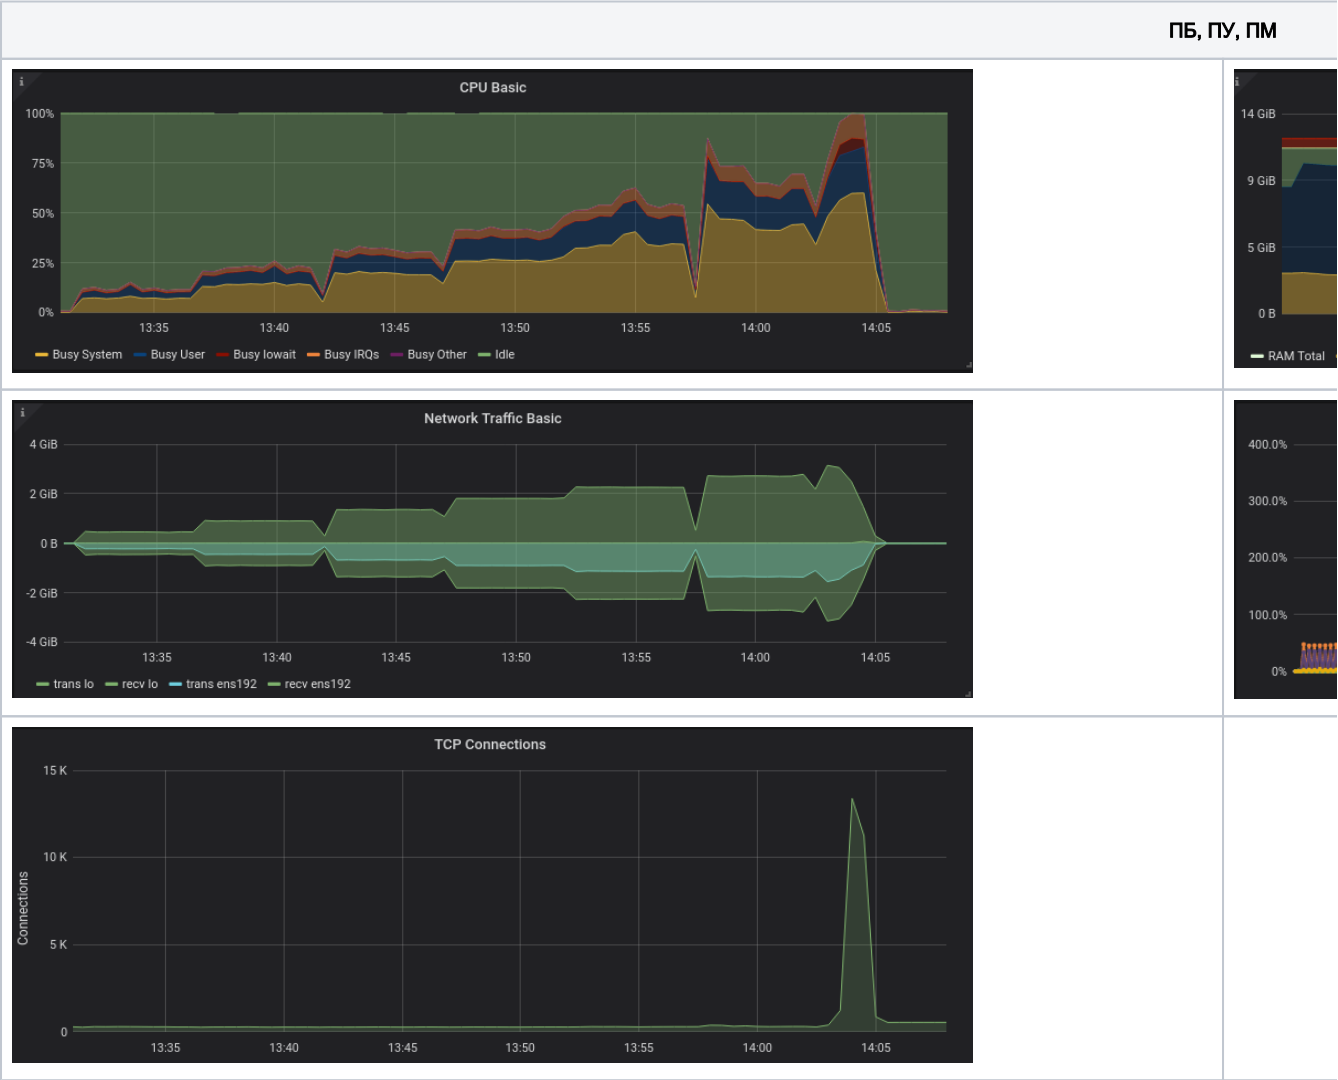 ПБ, ПУ, ПМ
CPU Basic
100%
75%
50%
25%
0%
13:35 13:40 13:45 13:50 13:55 14:00 14:05
Busy System Busy User Busy Iowait Busy IRQs Busy Other Idle
14 GiB
9 GiB
5 GiB
0 B
RAM Total
Network Traffic Basic
4 GiB
2 GiB
0 B
-2 GiB
-4 GiB
13:35 13:40 13:45 13:50 13:55 14:00 14:05
trans lo recv lo trans ens192 recv ens192
400.0%
300.0%
200.0%
100.0%
0%
TCP Connections
Connections
15 K
10 K
5 K
0
13:35 13:40 13:45 13:50 13:55 14:00 14:05